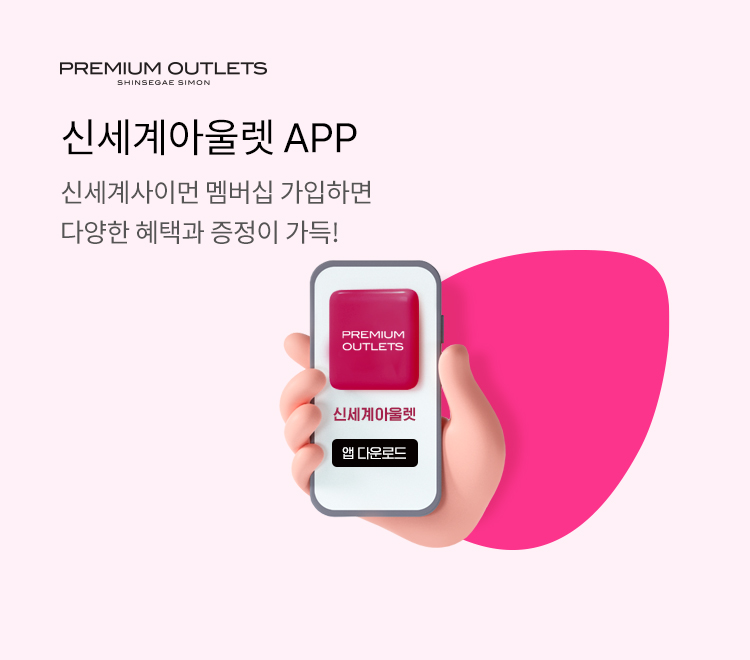 PREMIUM OUTLETS
SHINSEGAE SIMON
신세계아울렛 APP
신세계사이먼 멤버십 가입하면
다양한 혜택과 증정이 가득!
PREMIUM
OUTLETS
신세계아울렛
앱 다운로드